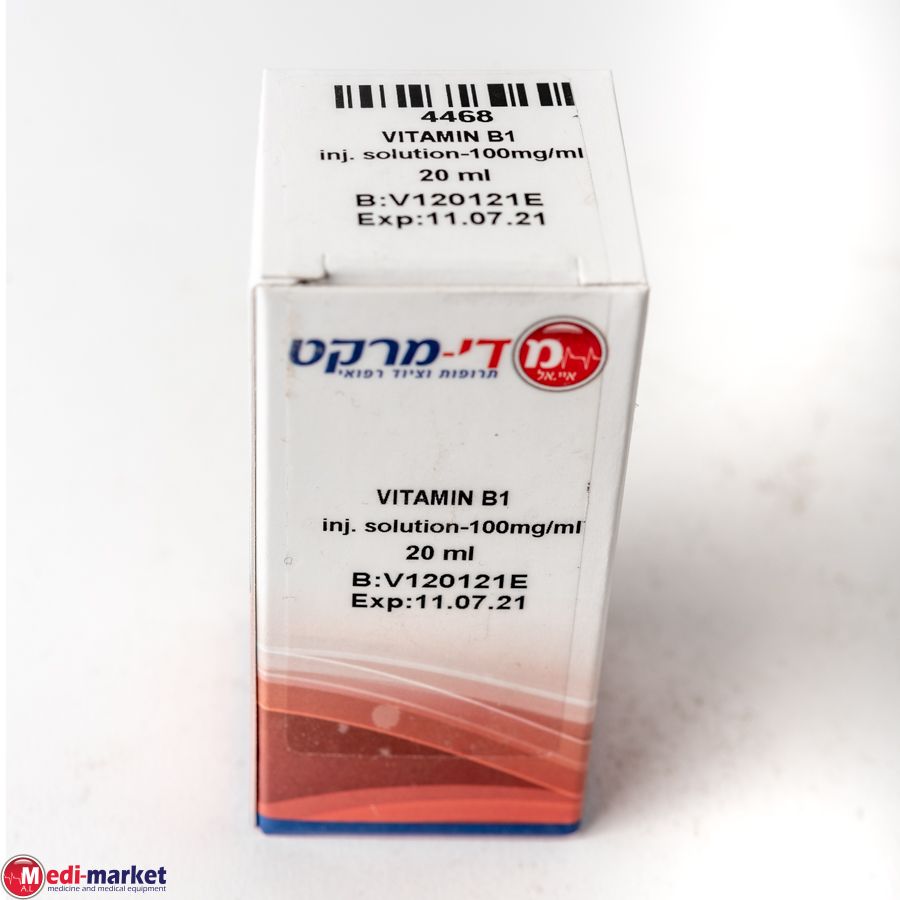 4468
VITAMIN B1
inj. solution-100mg/ml
20 ml
B:V120121E
Exp:11.07.21
מדי-מרקט
תרופות וציוד רפואי
איי.אל
VITAMIN B1
inj. solution-100mg/ml
20 ml
B:V120121E
Exp:11.07.21
Medi-market
A.L
medicine and medical equipment